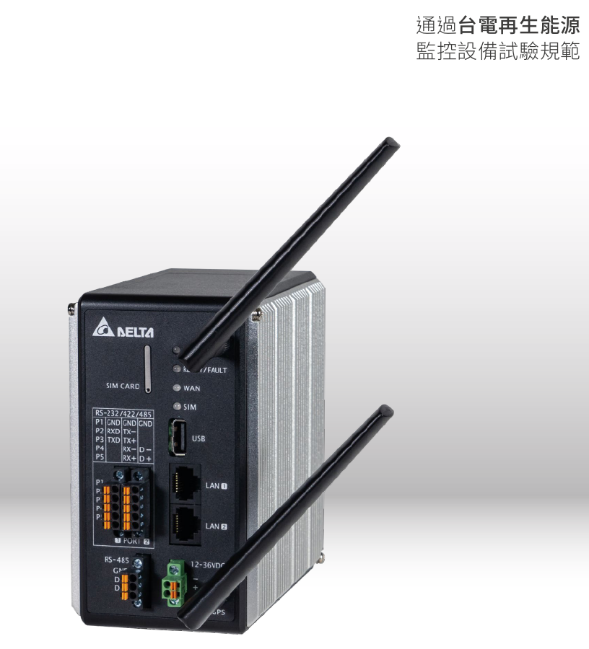 通過台電再生能源
監控設備試驗規範
DELTA
SIM CARD
/FAULT
WAN
SIM
RS-232/422/485
P1 GND GND GND
P2 RXD TX-
P3 TXD TX+
P4 RX- D-
P5 RX+ D+
USB
LAN 1
LAN 2
1 PORT 2
RS-485
12-36VDC
GPS